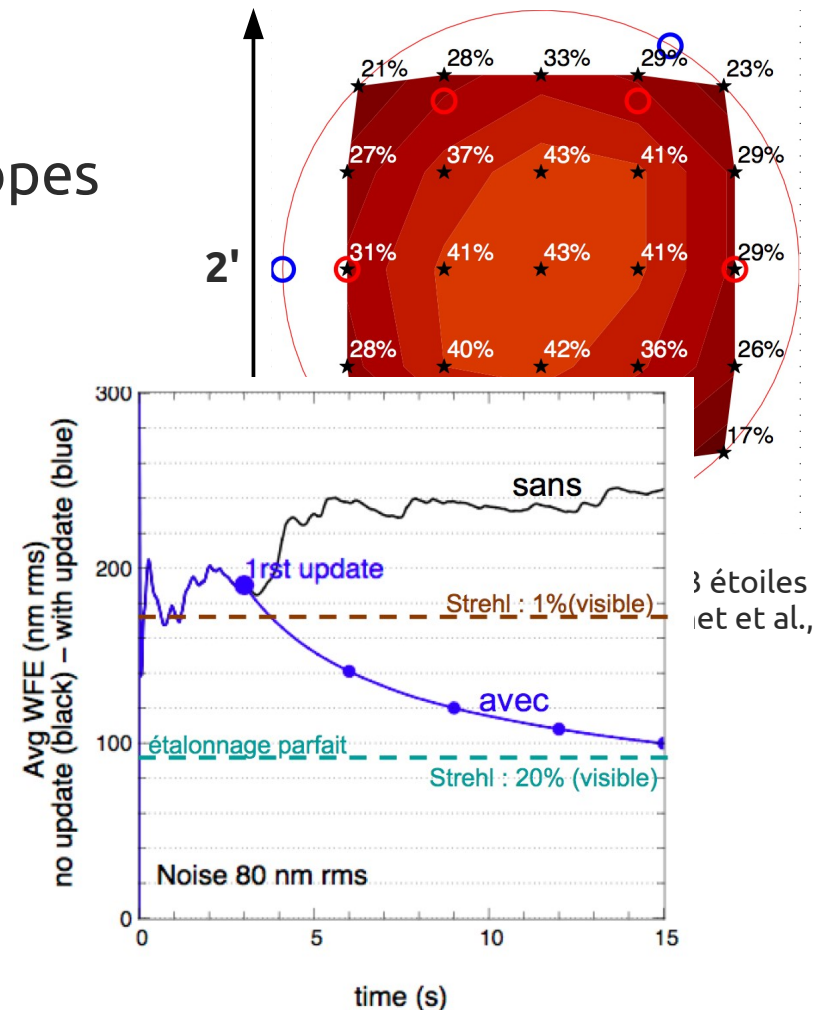 28% 33% 29%
21% 23%
27% 37% 43% 41% 29%
2'
31% 41% 43% 41% 29%
28% 40% 42% 36% 26%
17%
étoiles
et al.,
Avg WFE (nm rms)
no update (black) – with update (blue)
300
200
100
0
sans
1rst update
Strehl : 1%(visible)
avec
étalonnage parfait
Strehl : 20% (visible)
Noise 80 nm rms
0 5 10 15
time (s)